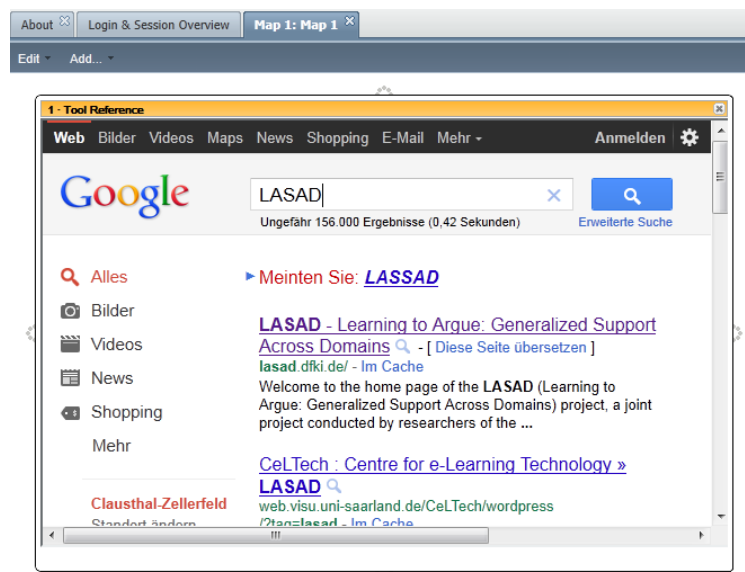 About Login & Session Overview Map 1: Map 1
Edit Add...
1 - Tool Reference
Web Bilder Videos Maps News Shopping E-Mail Mehr Anmelden
Google
LASAD
Ungefähr 156.000 Ergebnisse (0,42 Sekunden) Erweiterte Suche
Alles
Bilder
Videos
News
Shopping
Mehr
Clausthal-Zellerfeld
Standort ändern
Meinten Sie: LASSAD
LASAD - Learning to Argue: Generalized Support
Across Domains - [ Diese Seite übersetzen ]
lasad.dfki.de/ - Im Cache
Welcome to the home page of the LASAD (Learning to
Argue: Generalized Support Across Domains) project, a joint
project conducted by researchers of the ...
CeLTech : Centre for e-Learning Technology »
LASAD
web.visu.uni-saarland.de/CeLTech/wordpress
/?tag=lasad - Im Cache